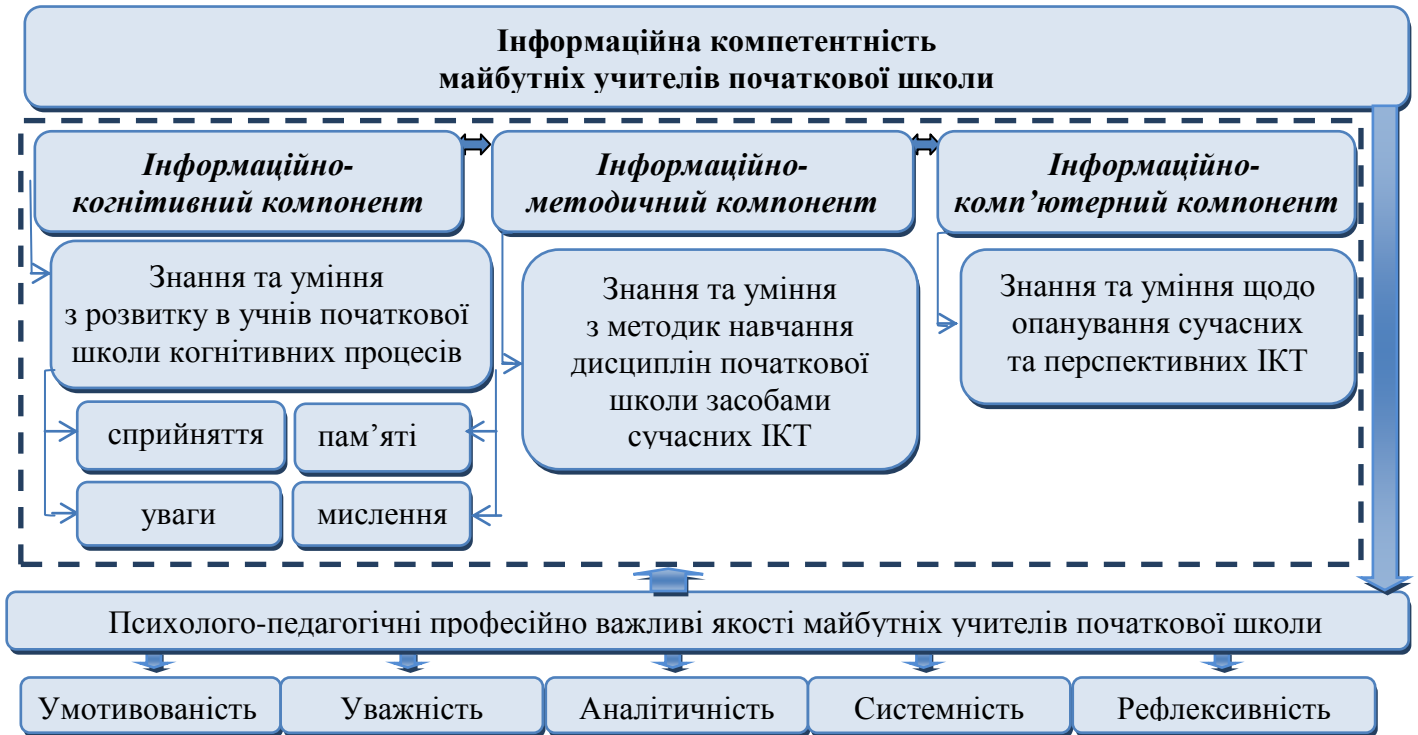 Інформаційна компетентність
майбутніх учителів початкової школи
Інформаційно-
когнітивний компонент
Інформаційно-
методичний компонент
Інформаційно-
комп’ютерний компонент
Знання та уміння
з розвитку в учнів початкової
школи когнітивних процесів
Знання та уміння
з методик навчання
дисциплін початкової
школи засобами
сучасних ІКТ
Знання та уміння щодо
опанування сучасних
та перспективних ІКТ
сприйняття
пам’яті
уваги
мислення
Психолого-педагогічні професійно важливі якості майбутніх учителів початкової школи
Умотивованість
Уважність
Аналітичність
Системність
Рефлексивність